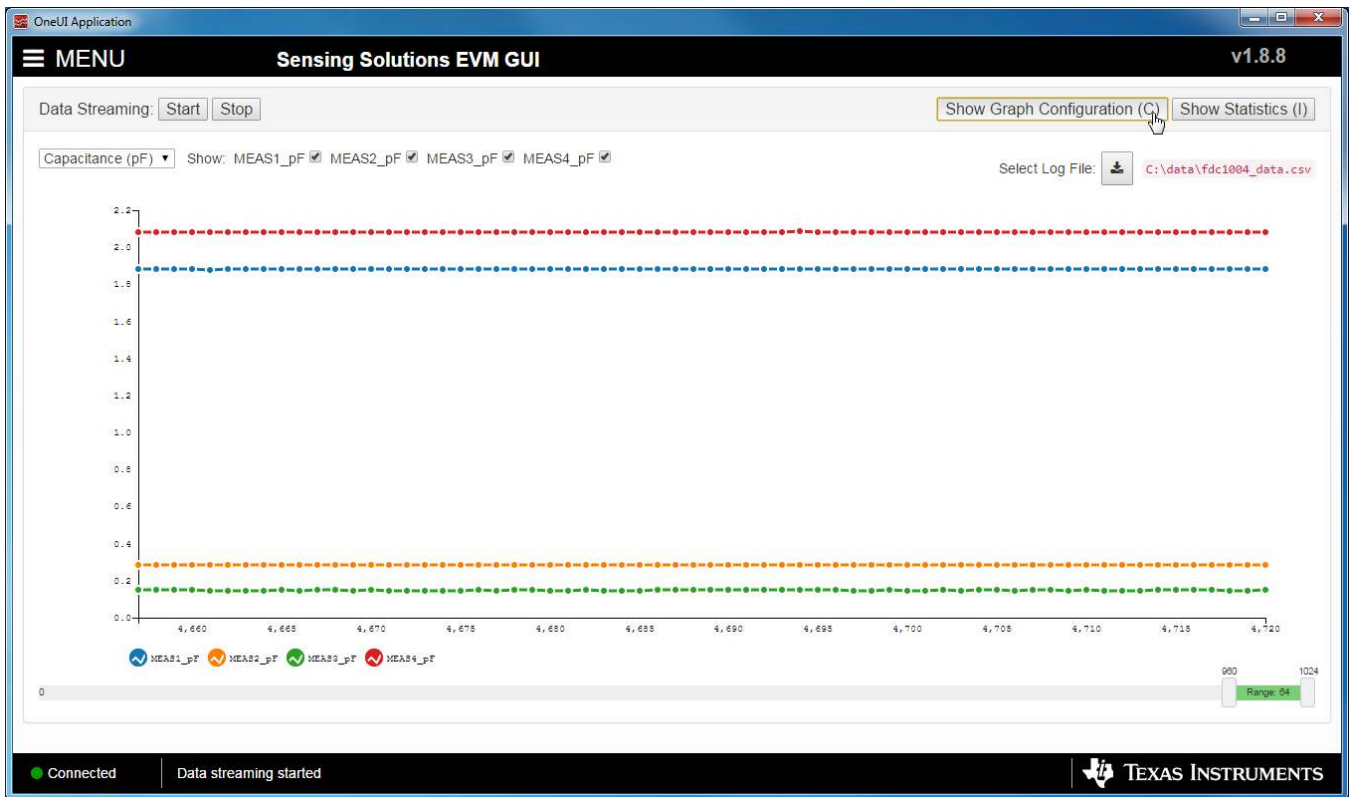 OneUI Application
MENU Sensing Solutions EVM GUI v1.8.8
Data Streaming: Start Stop Show Graph Configuration (C) Show Statistics (I)
Capacitance (pF) Show: MEAS1_pF MEAS2_pF MEAS3_pF MEAS4_pF
Select Log File: C:\data\fdc1004_data.csv
2.2
2.0
1.8
1.6
1.4
1.2
1.0
0.8
0.6
0.4
0.2
0.0
4,660 4,665 4,670 4,675 4,680 4,685 4,690 4,695 4,700 4,705 4,710 4,715 4,720
MEAS1_pF MEAS2_pF MEAS3_pF MEAS4_pF
960 1024
0 Range: 64
Connected Data streaming started TEXAS INSTRUMENTS